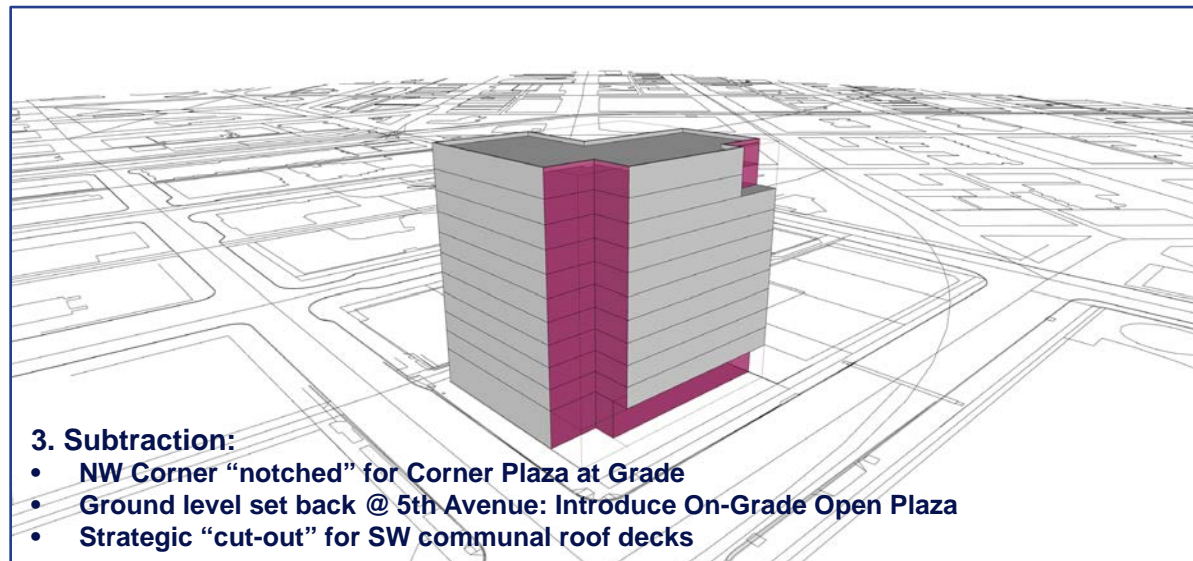 3. Subtraction:
• NW Corner “notched” for Corner Plaza at Grade
• Ground level set back @ 5th Avenue: Introduce On-Grade Open Plaza
• Strategic “cut-out” for SW communal roof decks